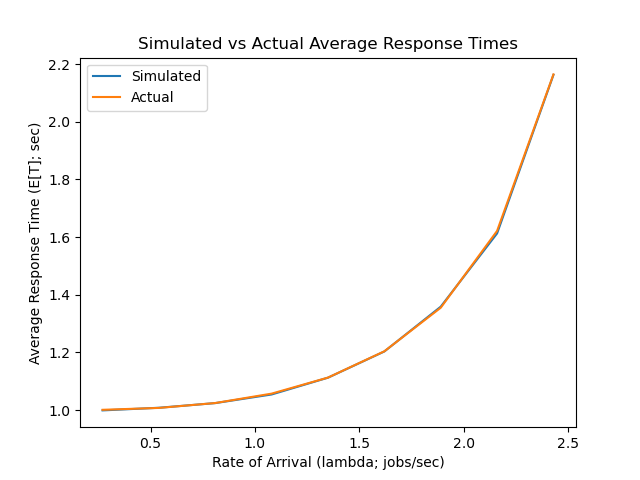 Simulated vs Actual Average Response Times
Simulated
Actual
Average Response Time (E[T]; sec)
2.2
2.0
1.8
1.6
1.4
1.2
1.0
0.5
1.0
1.5
2.0
2.5
Rate of Arrival (lambda; jobs/sec)